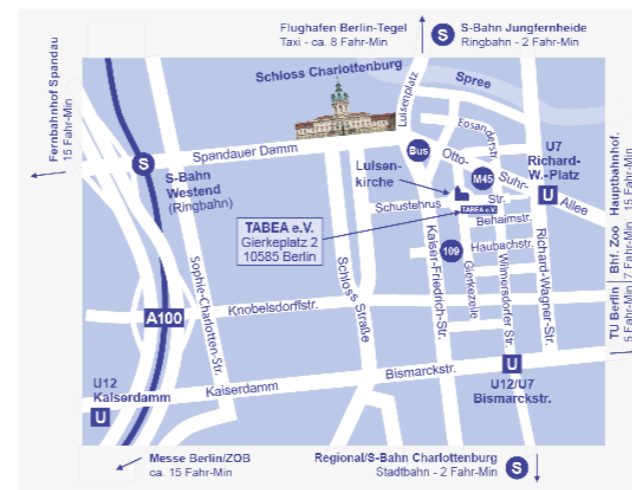 Flughafen Berlin-Tegel
Taxi - ca. 8 Fahr-Min
S
S-Bahn Jungfernheide
Ringbahn - 2 Fahr-Min
Fernbahnhof Spandau
15 Fahr-Min
Schloss Charlottenburg
Spree
Luisenplatz
Eosanderstr.
Bus
Otto-
Suhr-
Allee
M45
U7
Richard-
W.-Platz
U
Spandauer Damm
S
S-Bahn
Westend
(Ringbahn)
Luisen-
kirche
Schustehrus
Str.
TABEA e.V.
Behaimstr.
TABEA e.V.
Gierkeplatz 2
10585 Berlin
109
Haubachstr.
Sophie-Charlotten-Str.
Schloss Straße
Kaiser-Friedrich-Str.
Gierkezeile
Wilmersdorfer Str.
Richard-Wagner-Str.
Knobelsdorffstr.
A100
TU Berlin
5 Fahr-Min
Bhf. Zoo
7 Fahr-Min
Hauptbahnhof.
15 Fahr-Min
Bismarckstr.
U
U12/U7
Bismarckstr.
Kaiserdamm
U12
Kaiserdamm
U
Messe Berlin/ZOB
ca. 15 Fahr-Min
Regional/S-Bahn Charlottenburg
Stadtbahn - 2 Fahr-Min
S